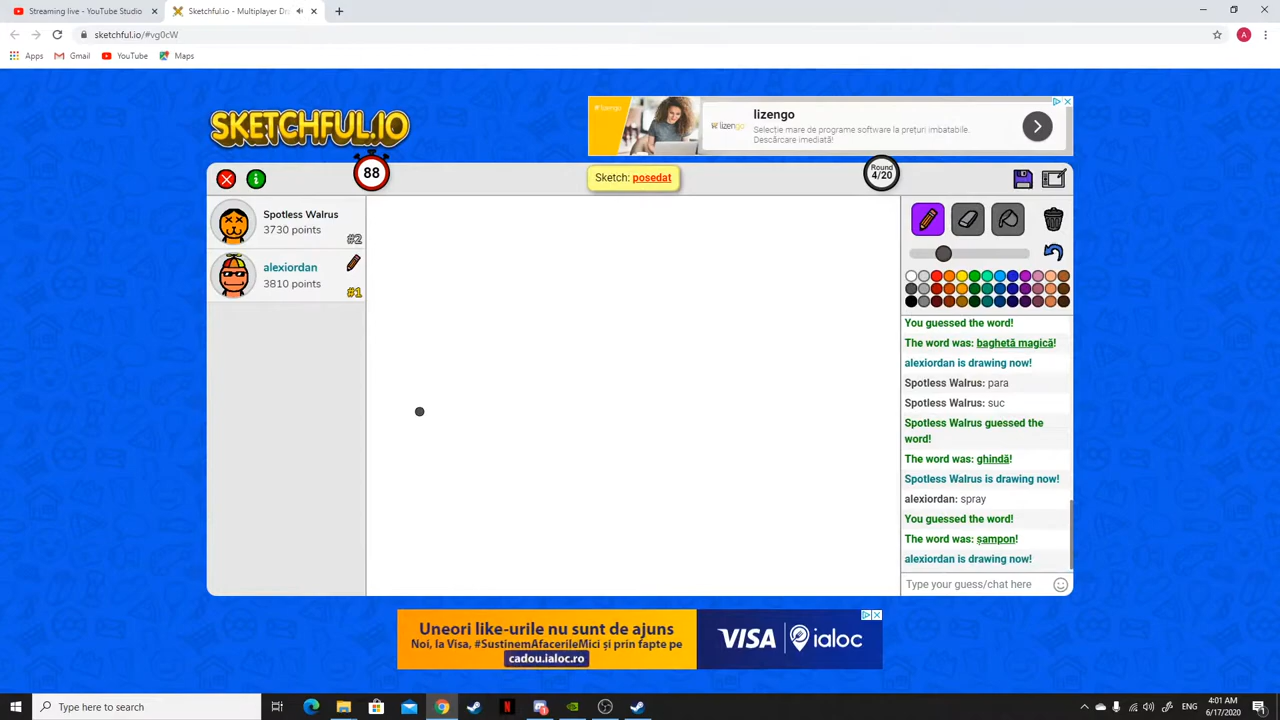 Streaming live - YouTube Studio
Sketchful.io - Multiplayer Dr
sketchful.io/#vg0cW
A
Apps
Gmail
YouTube
Maps
SKETCHFUL.IO
lizengo
lizengo
Selecție mare de programe software la prețuri imbatabile.
Descărcare imediată!
88
Sketch: posedat
Round
4/20
Spotless Walrus
3730 points
#2
alexiordan
3810 points
#1
You guessed the word!
The word was: baghetă magică!
alexiordan is drawing now!
Spotless Walrus: para
Spotless Walrus: suc
Spotless Walrus guessed the
word!
The word was: ghindă!
Spotless Walrus is drawing now!
alexiordan: spray
You guessed the word!
The word was: șampon!
alexiordan is drawing now!
Type your guess/chat here
Uneori like-urile nu sunt de ajuns
Noi, la Visa, #SustinemAfacerileMici și prin fapte pe
cadou.ialoc.ro
VISA
ialoc
Type here to search
ENG
4:01 AM
6/17/2020